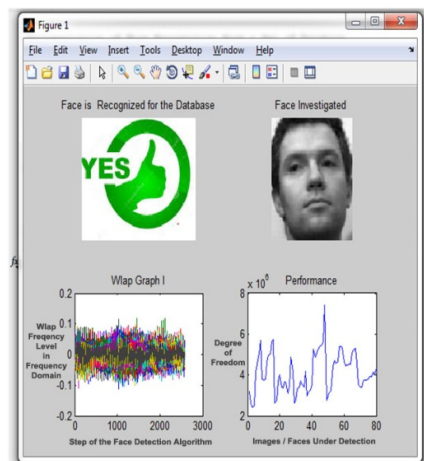 Figure 1
File Edit View Insert Tools Desktop Window Help
Face is Recognized for the Database
Face Investigated
YES
Wlap Graph I
Wlap
Freqency
Level
in
Frequency
Domain
0.2
0.1
0
-0.1
-0.2
0 1000 2000 3000
Step of the Face Detection Algorithm
x 10
Performance
Degree
of
Freedom
8
6
4
2
0 20 40 60 80
Images / Faces Under Detection